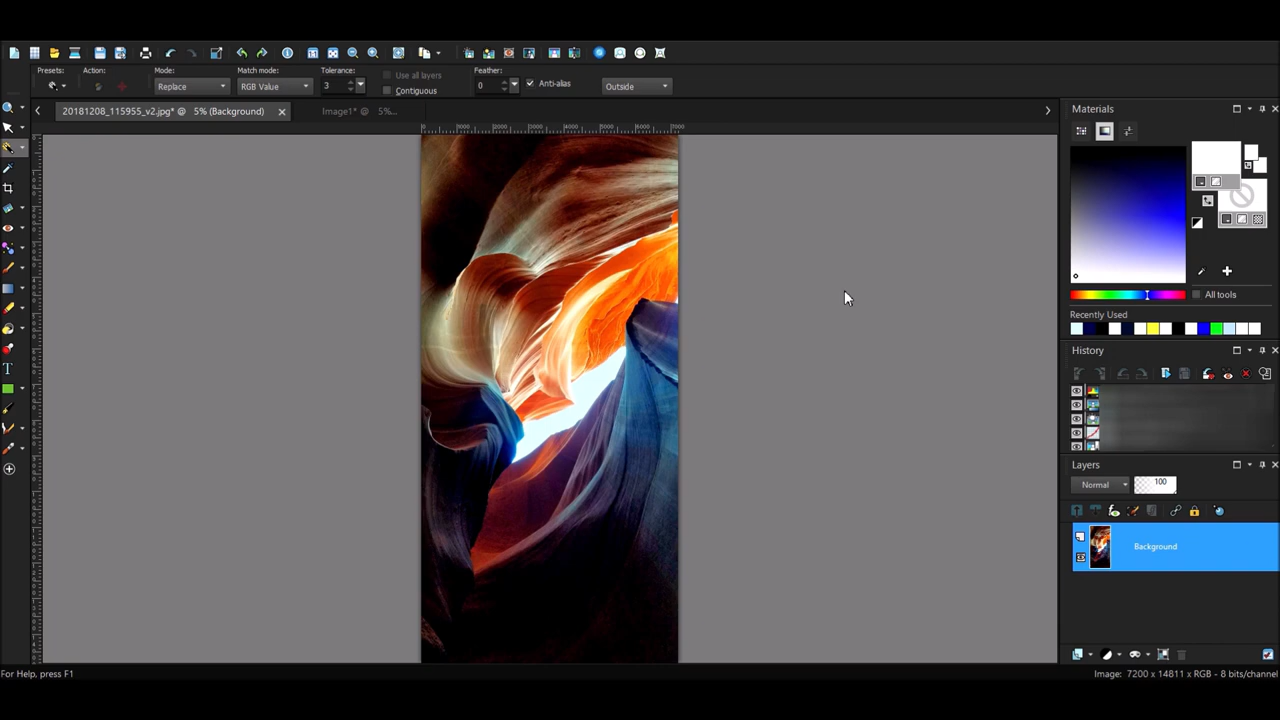 Presets:
Action:
Mode:
Match mode:
Tolerance:
Use all layers
Feather:
Anti-alias
Replace
RGB Value
3
Contiguous
0
Outside
20181208_115955_v2.jpg* @ 5% (Background)
Image1* @ 5%...
Materials
All tools
Recently Used
History
Layers
Normal
100
Background
For Help, press F1
Image: 7200 x 14811 x RGB - 8 bits/channel